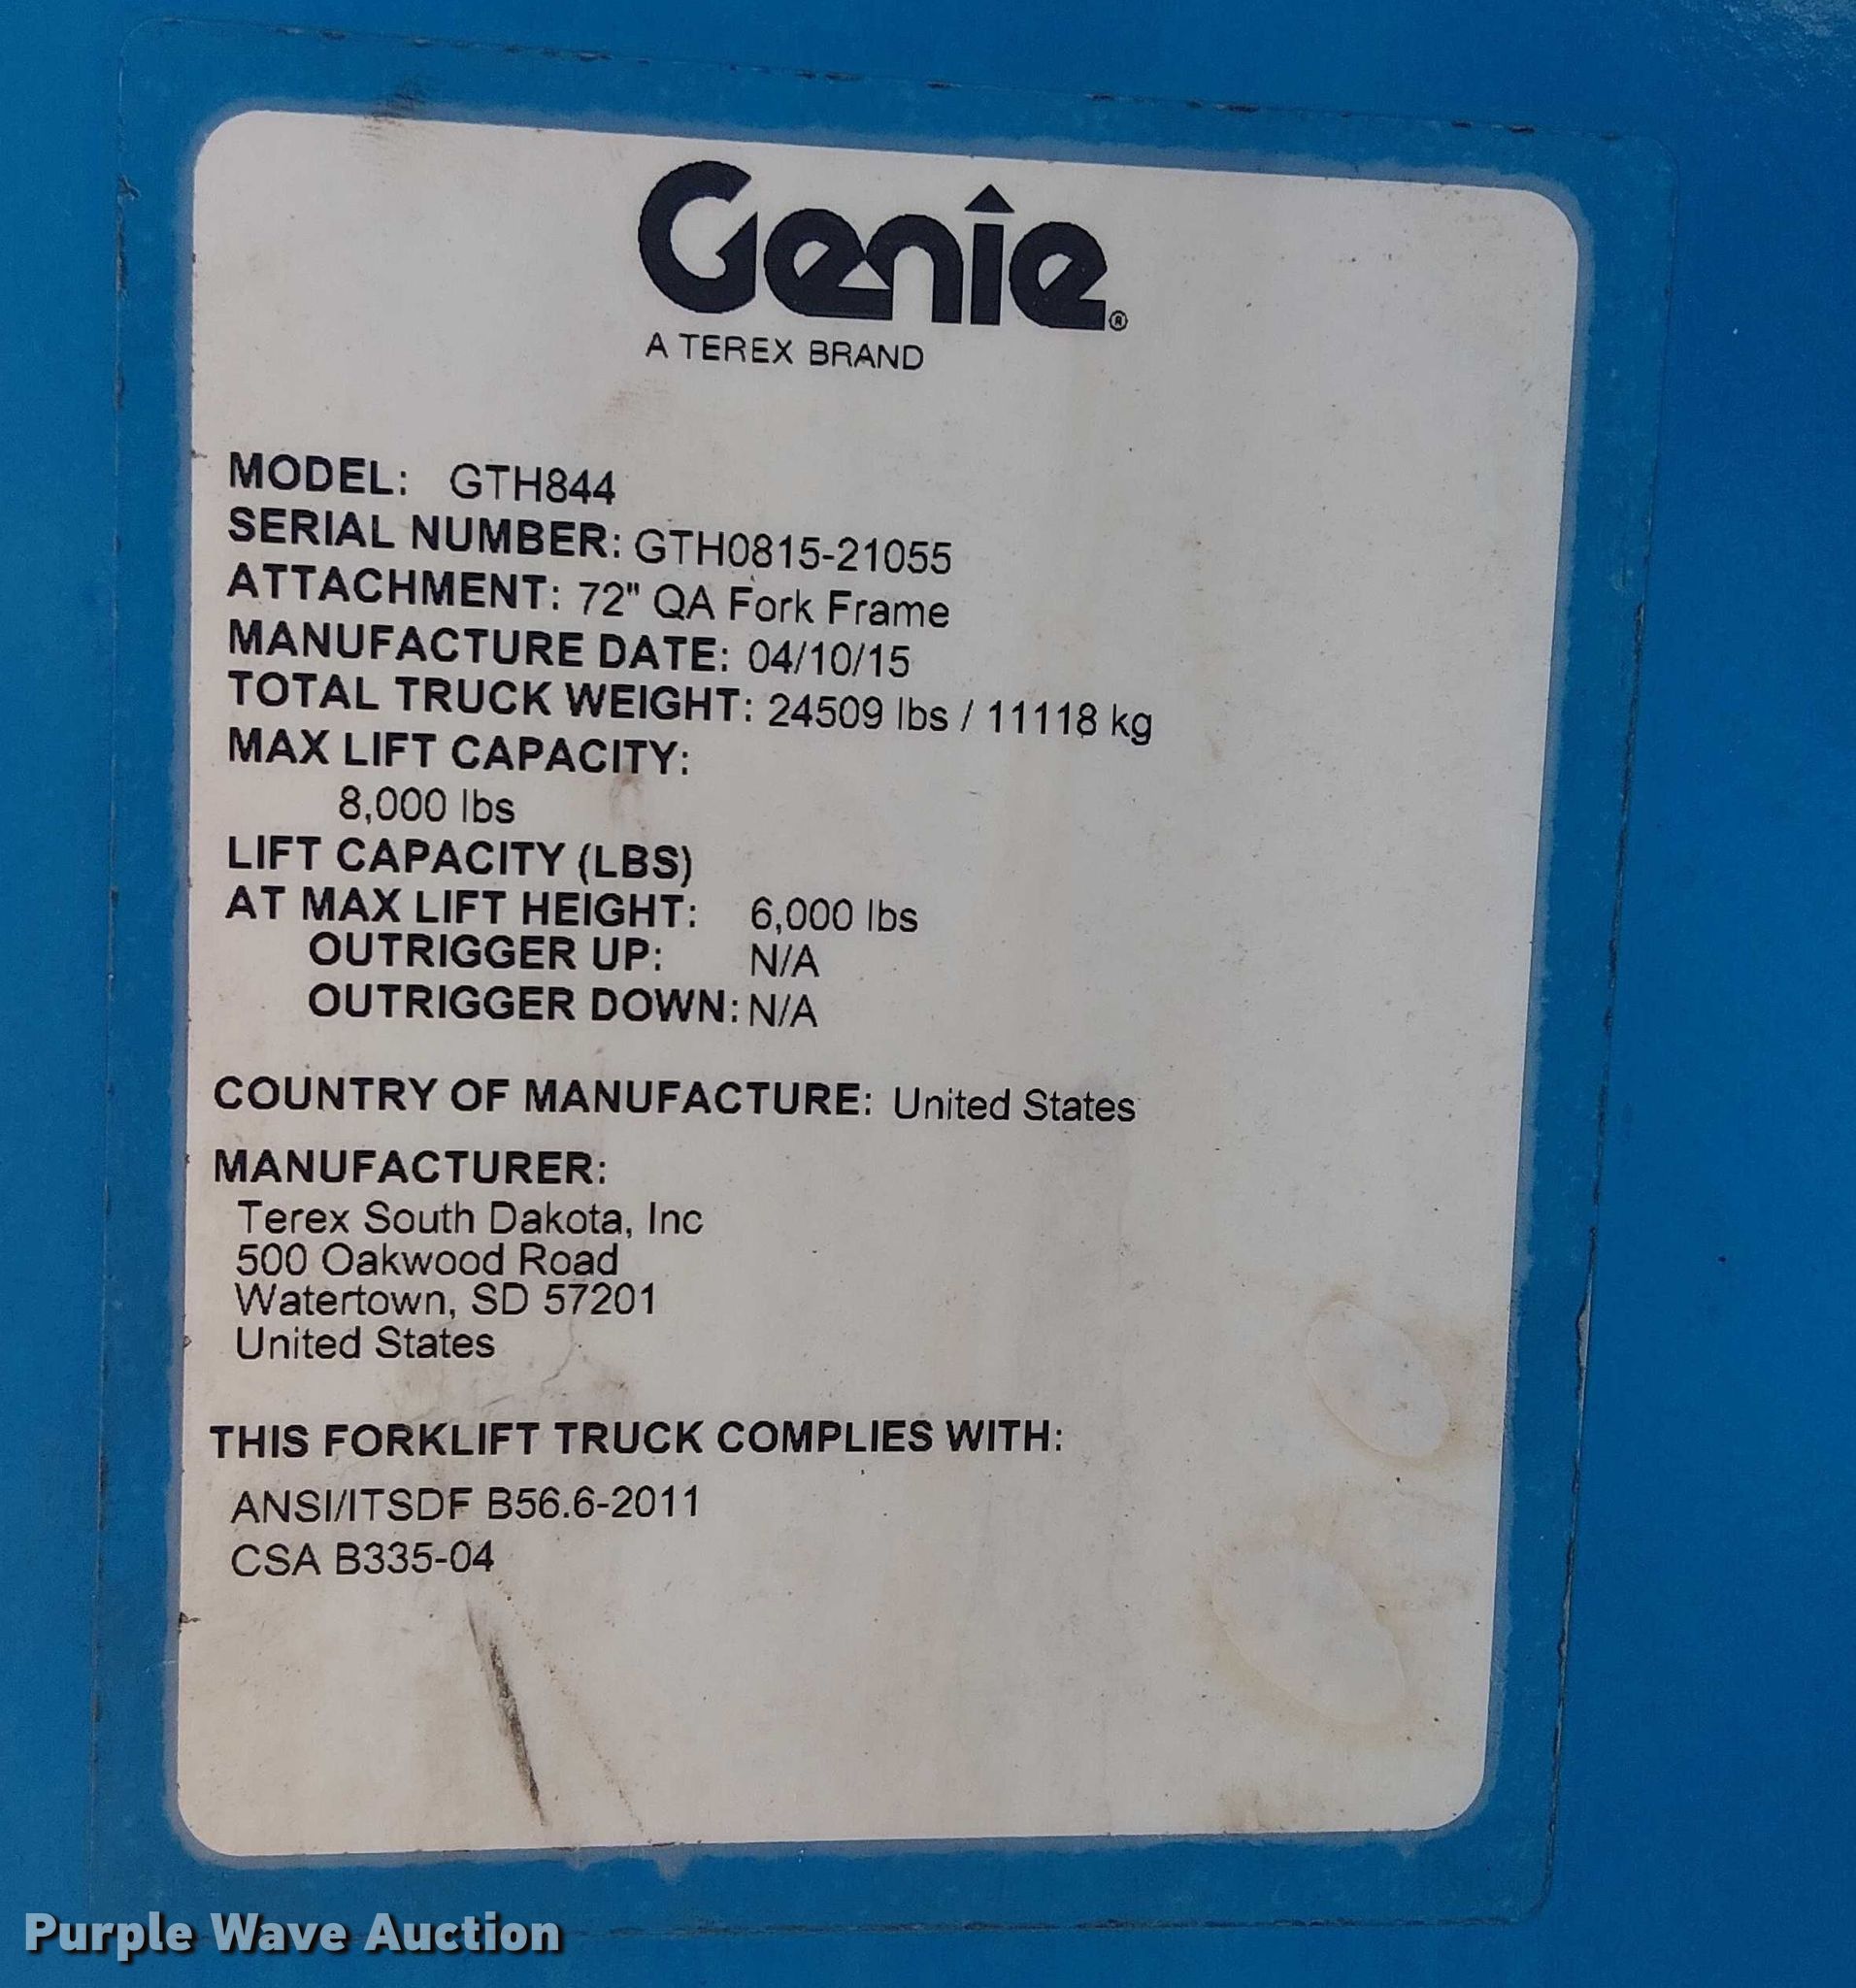 Genie®
A TEREX BRAND
MODEL: GTH844
SERIAL NUMBER: GTH0815-21055
ATTACHMENT: 72" QA Fork Frame
MANUFACTURE DATE: 04/10/15
TOTAL TRUCK WEIGHT: 24509 lbs / 11118 kg
MAX LIFT CAPACITY:
8,000 lbs
LIFT CAPACITY (LBS)
AT MAX LIFT HEIGHT: 6,000 lbs
OUTRIGGER UP: N/A
OUTRIGGER DOWN: N/A
COUNTRY OF MANUFACTURE: United States
MANUFACTURER:
Terex South Dakota, Inc
500 Oakwood Road
Watertown, SD 57201
United States
THIS FORKLIFT TRUCK COMPLIES WITH:
ANSI/ITSDF B56.6-2011
CSA B335-04
Purple Wave Auction